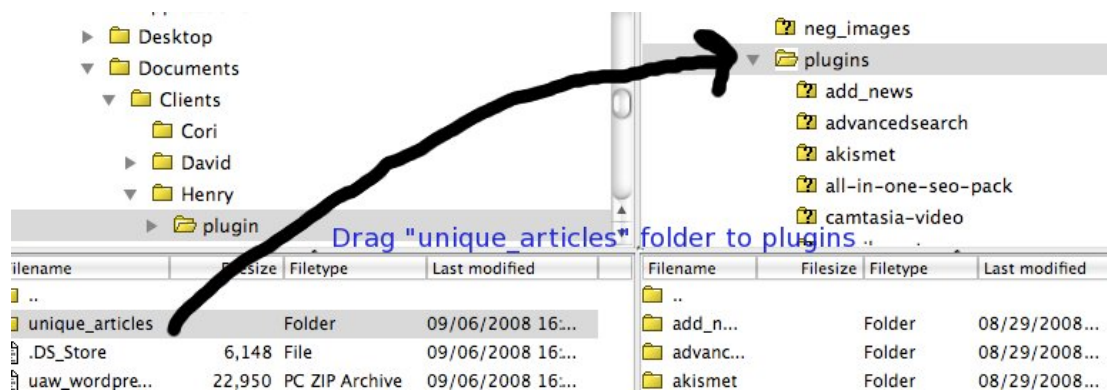 Desktop
Documents
Clients
Cori
David
Henry
plugin
neg_images
plugins
add_news
advancedsearch
akismet
all-in-one-seo-pack
camtasia-video
Drag "unique_articles" folder to plugins
Filetype Last modified
..
unique_articles Folder 09/06/2008 16:...
.DS_Store 6,148 File 09/06/2008 16:...
uaw_wordpre... 22,950 PC ZIP Archive 09/06/2008 16:...
Filename Filesize Filetype Last modified
..
add_n... Folder 08/29/2008...
advanc... Folder 08/29/2008...
akismet Folder 08/29/2008...